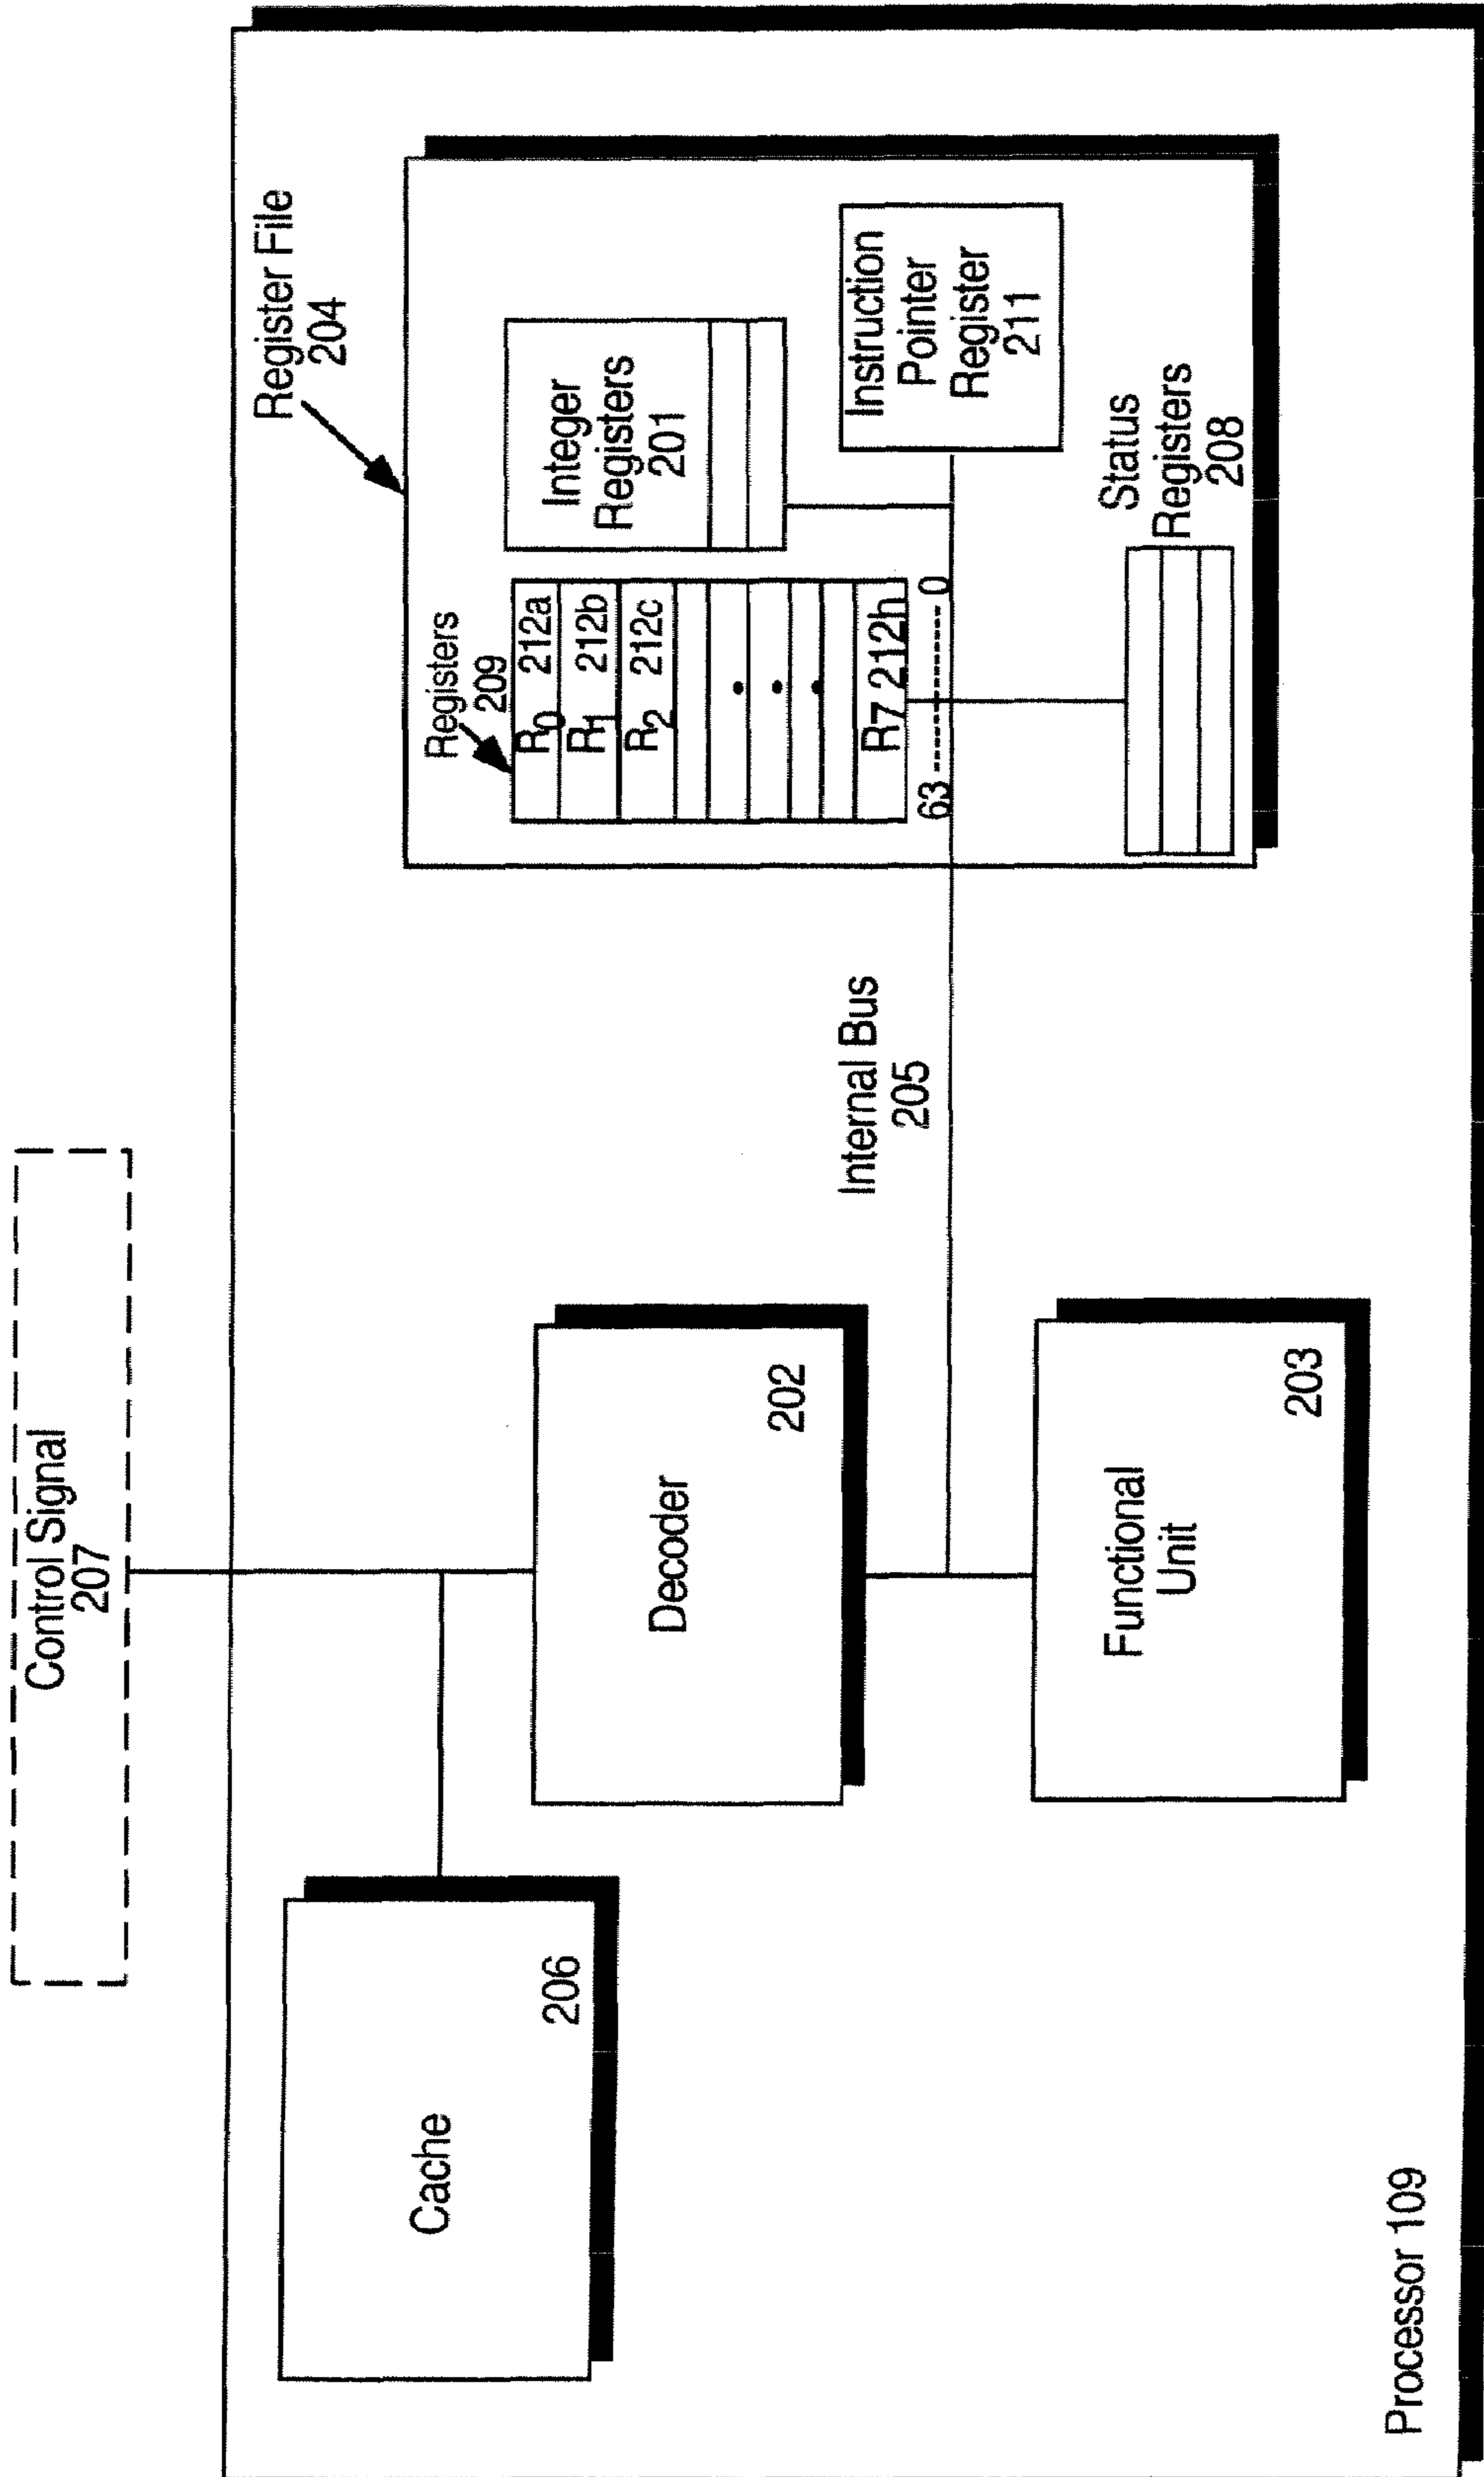 Control Signal
207
Cache
206
Decoder
202
Functional
Unit
203
Internal Bus
205
Register File
204
Registers
209
R0 212a
R1 212b
R2 212c
R7 212h
63 ---------- 0
Integer
Registers
201
Instruction
Pointer
Register
211
Status
Registers
208
Processor 109